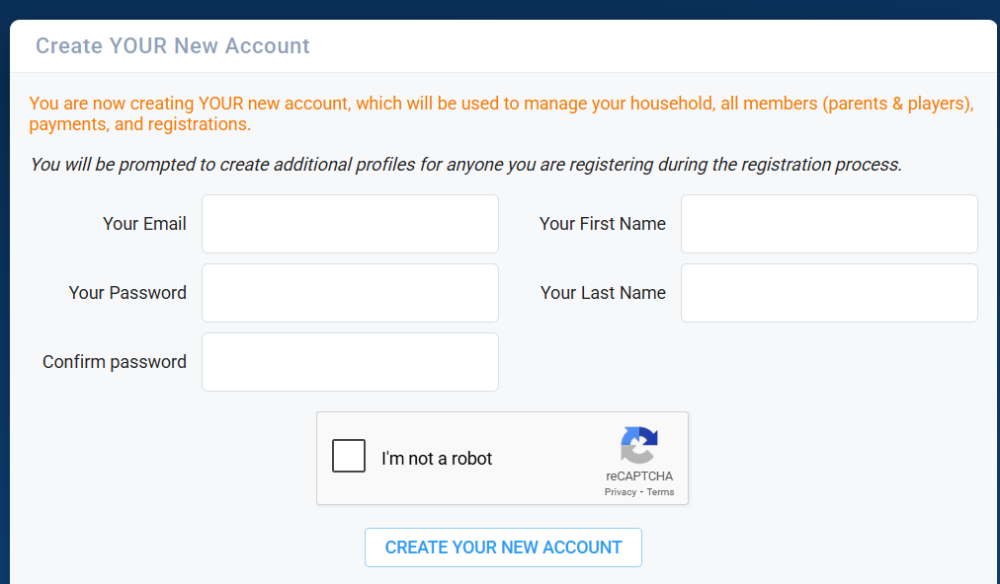 Create YOUR New Account
You are now creating YOUR new account, which will be used to manage your household, all members (parents & players),
payments, and registrations.
You will be prompted to create additional profiles for anyone you are registering during the registration process.
Your Email
Your First Name
Your Password
Your Last Name
Confirm password
I'm not a robot
reCAPTCHA
Privacy - Terms
CREATE YOUR NEW ACCOUNT